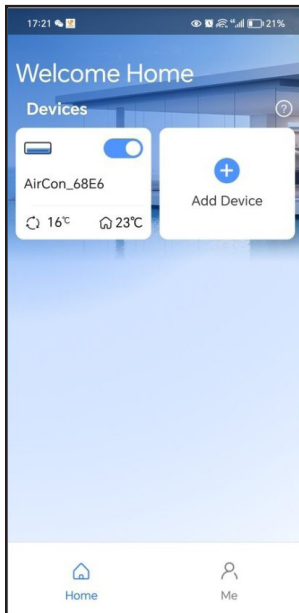 17:21 21%
Welcome Home
Devices
AirCon_68E6
16℃ 23℃
Add Device
Home Me